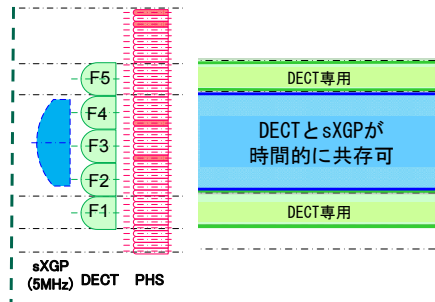 F5
F4
F3
F2
F1
DECT専用
DECTとsXGPが
時間的に共存可
DECT専用
sXGP
(5MHz)
DECT
PHS